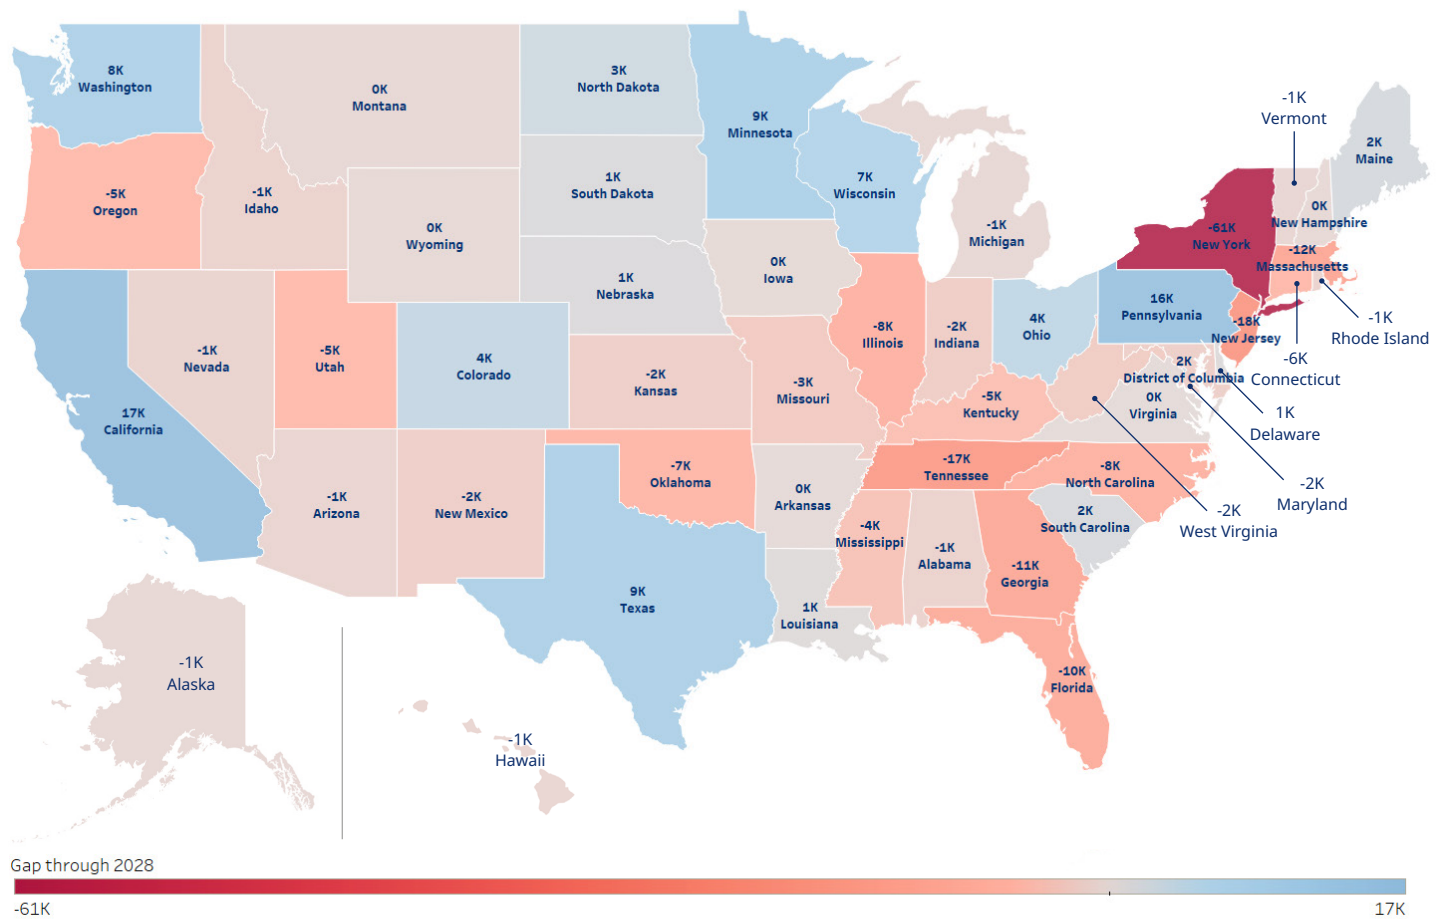 8K
Washington
0K
Montana
3K
North Dakota
9K
Minnesota
-1K
Vermont
2K
Maine
-5K
Oregon
-1K
Idaho
1K
South Dakota
7K
Wisconsin
0K
Wyoming
-1K
Michigan
-61K
New York
0K
New Hampshire
-12K
Massachusetts
0K
Iowa
1K
Nebraska
16K
Pennsylvania
-18K
New Jersey
-1K
Rhode Island
-6K
Connecticut
-1K
Nevada
-5K
Utah
4K
Colorado
-2K
Kansas
-8K
Illinois
-2K
Indiana
4K
Ohio
2K
District of Columbia
0K
Virginia
1K
Delaware
17K
California
-3K
Missouri
-5K
Kentucky
-17K
Tennessee
-8K
North Carolina
-2K
Maryland
-2K
West Virginia
-1K
Arizona
-2K
New Mexico
-7K
Oklahoma
0K
Arkansas
-4K
Mississippi
-1K
Alabama
-11K
Georgia
2K
South Carolina
9K
Texas
1K
Louisiana
-10K
Florida
-1K
Alaska
-1K
Hawaii
Gap through 2028
-61K
17K